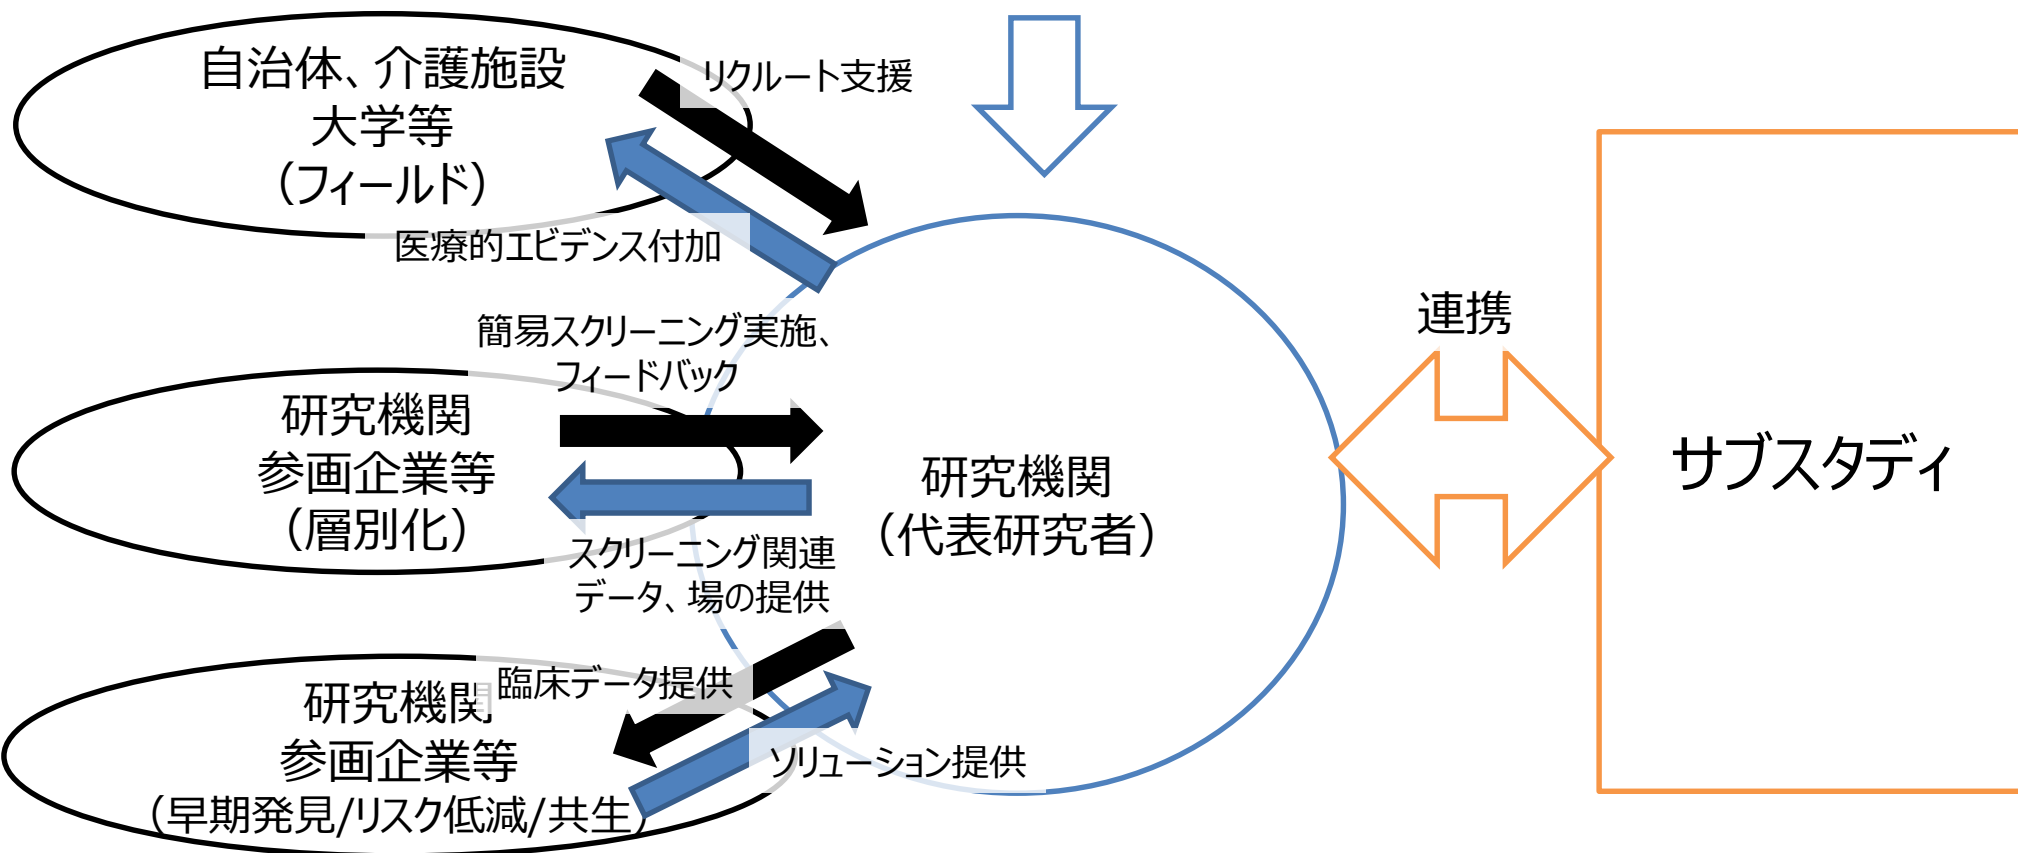 自治体、介護施設
大学等
（フィールド）
リクルート支援
医療的エビデンス付加
簡易スクリーニング実施、
フィードバック
研究機関
参画企業等
（層別化）
スクリーニング関連
データ、場の提供
研究機関
（代表研究者）
連携
サブスタディ
臨床データ提供
研究機関
参画企業等
（早期発見/リスク低減/共生）
ソリューション提供